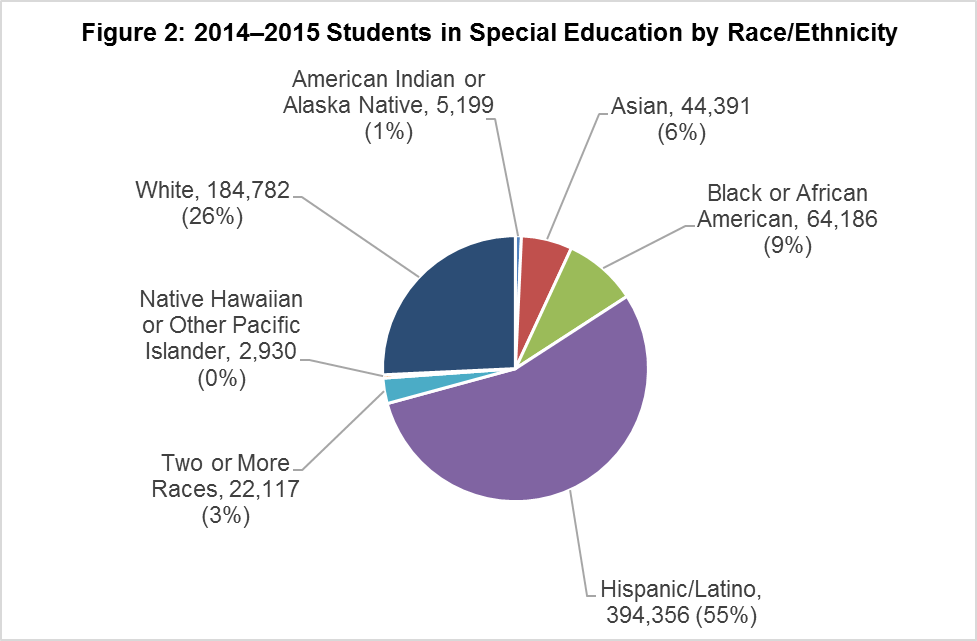 Figure 2: 2014–2015 Students in Special Education by Race/Ethnicity
American Indian or
Alaska Native, 5,199
(1%)
Asian, 44,391
(6%)
Black or African
American, 64,186
(9%)
White, 184,782
(26%)
Native Hawaiian
or Other Pacific
Islander, 2,930
(0%)
Two or More
Races, 22,117
(3%)
Hispanic/Latino,
394,356 (55%)